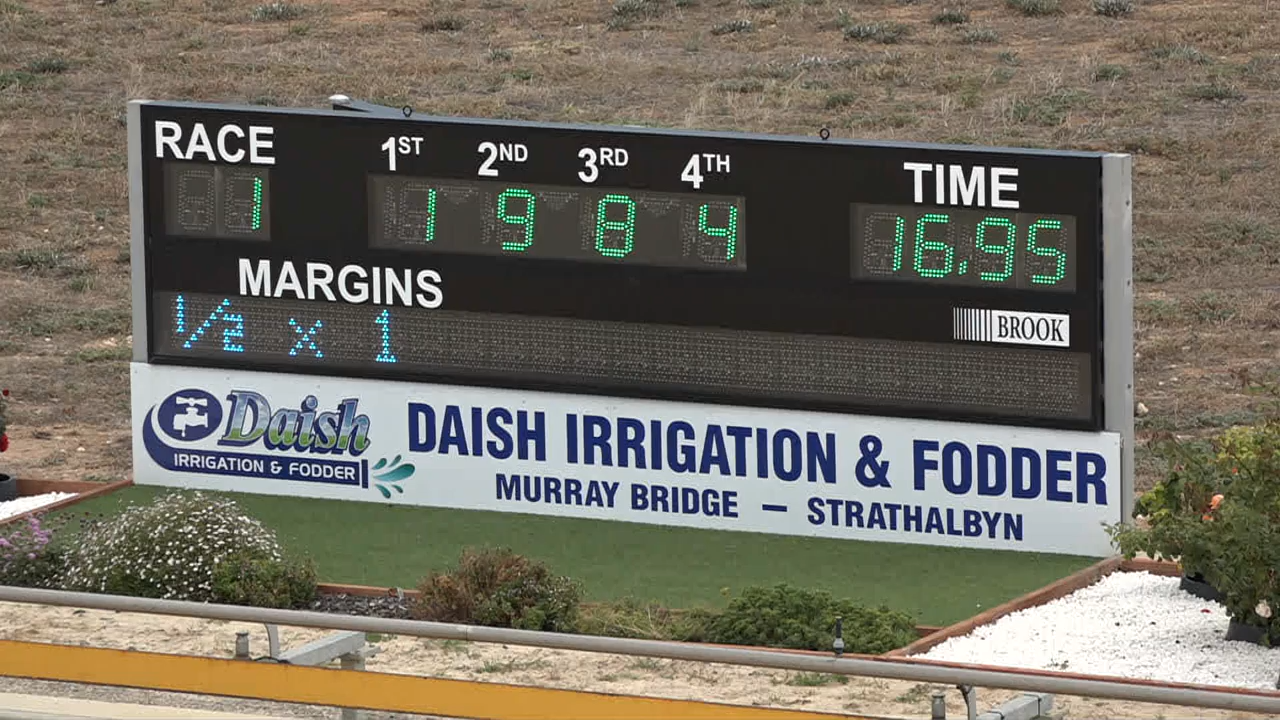 RACE 1ST 2ND 3RD 4TH TIME
1 1 9 8 4 16.95
MARGINS
1/2 x 1
BROOK
Daish
IRRIGATION & FODDER
DAISH IRRIGATION & FODDER
MURRAY BRIDGE – STRATHALBYN